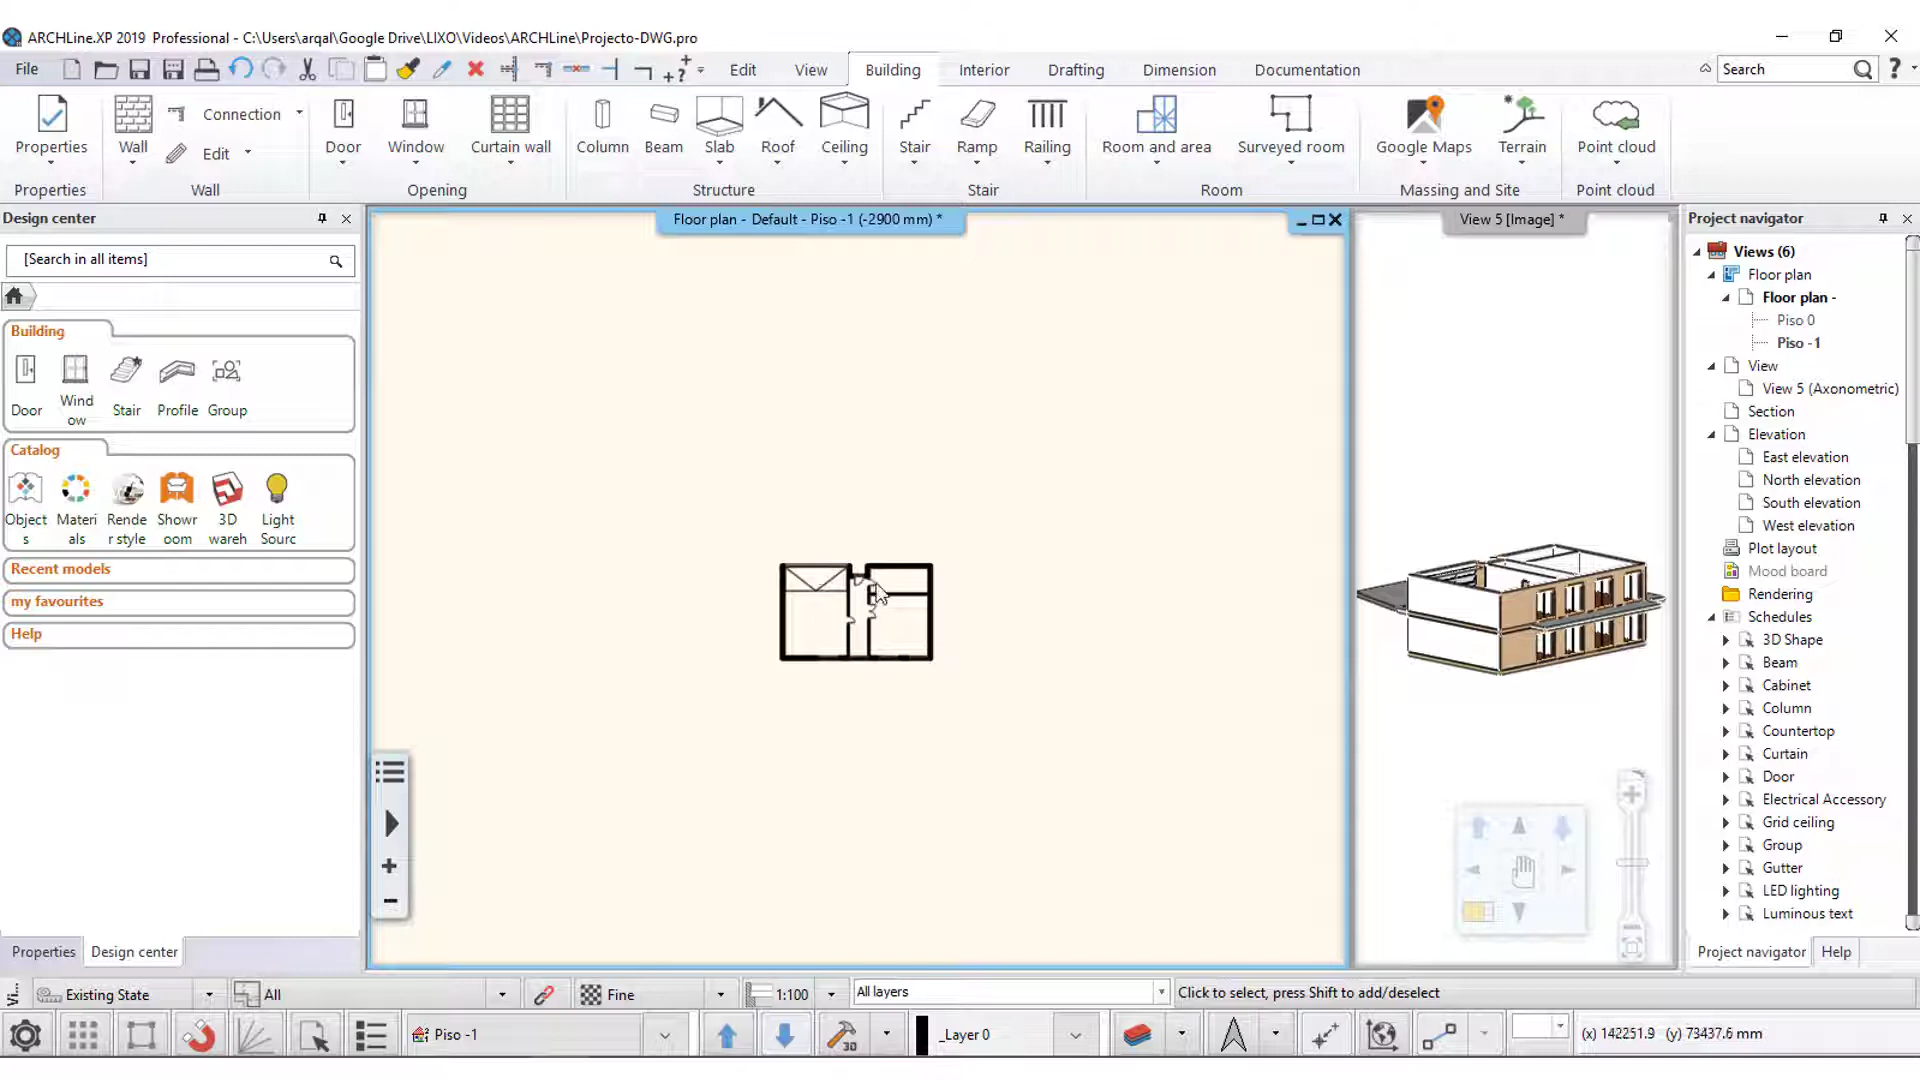 ARCHLine.XP 2019 Professional - C:\Users\arqal\Google Drive\LIXO\Videos\ARCHLine\Projecto-DWG.pro
File Edit View Building Interior Drafting Dimension Documentation Search ?
Properties Wall Connection Edit Door Window Curtain wall Column Beam Slab Roof Ceiling Stair Ramp Railing Room and area Surveyed room Google Maps Terrain Point cloud
Properties Wall Opening Structure Stair Room Massing and Site Point cloud
Design center
[Search in all items]
Building
Door
Wind
ow
Stair
Profile
Group
Catalog
Object
s
Materi
als
Rende
r style
Showr
oom
3D
wareh
Light
Sourc
Recent models
my favourites
Help
Properties Design center
Floor plan - Default - Piso -1 (-2900 mm) *
View 5 [Image] *
Project navigator
Views (6)
Floor plan
Floor plan -
Piso 0
Piso -1
View
View 5 (Axonometric)
Section
Elevation
East elevation
North elevation
South elevation
West elevation
Plot layout
Mood board
Rendering
Schedules
3D Shape
Beam
Cabinet
Column
Countertop
Curtain
Door
Electrical Accessory
Grid ceiling
Group
Gutter
LED lighting
Luminous text
Project navigator Help
Vi... Existing State All Fine 1:100 All layers Click to select, press Shift to add/deselect
Piso -1 3D _Layer 0 (x) 142251.9 (y) 73437.6 mm